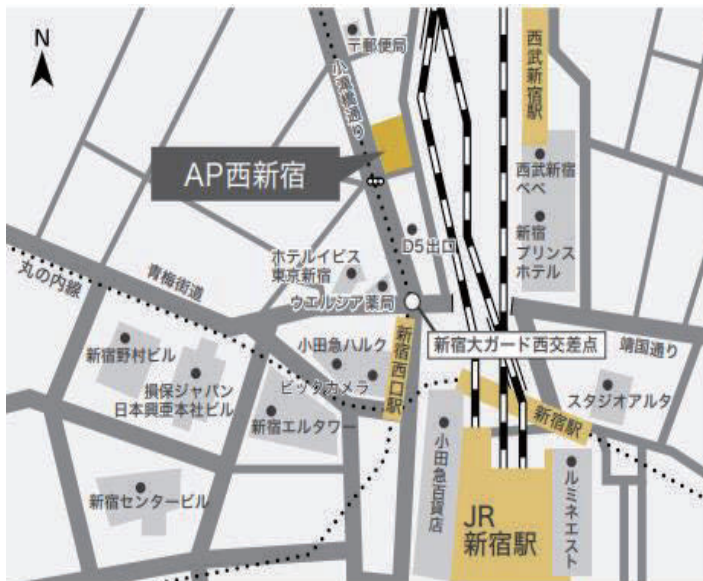 N
〒郵便局
小滝橋通り
西武新宿駅
AP西新宿
西武新宿
ペペ
新宿
プリンス
ホテル
D5出口
ホテルイビス
東京新宿
ウエルシア薬局
丸の内線
青梅街道
新宿大ガード西交差点
靖国通り
新宿野村ビル
損保ジャパン
日本興亜本社ビル
小田急ハルク
ビックカメラ
新宿西口駅
新宿エルタワー
スタジオアルタ
新宿駅
小田急百貨店
新宿センタービル
JR
新宿駅
ルミネエスト